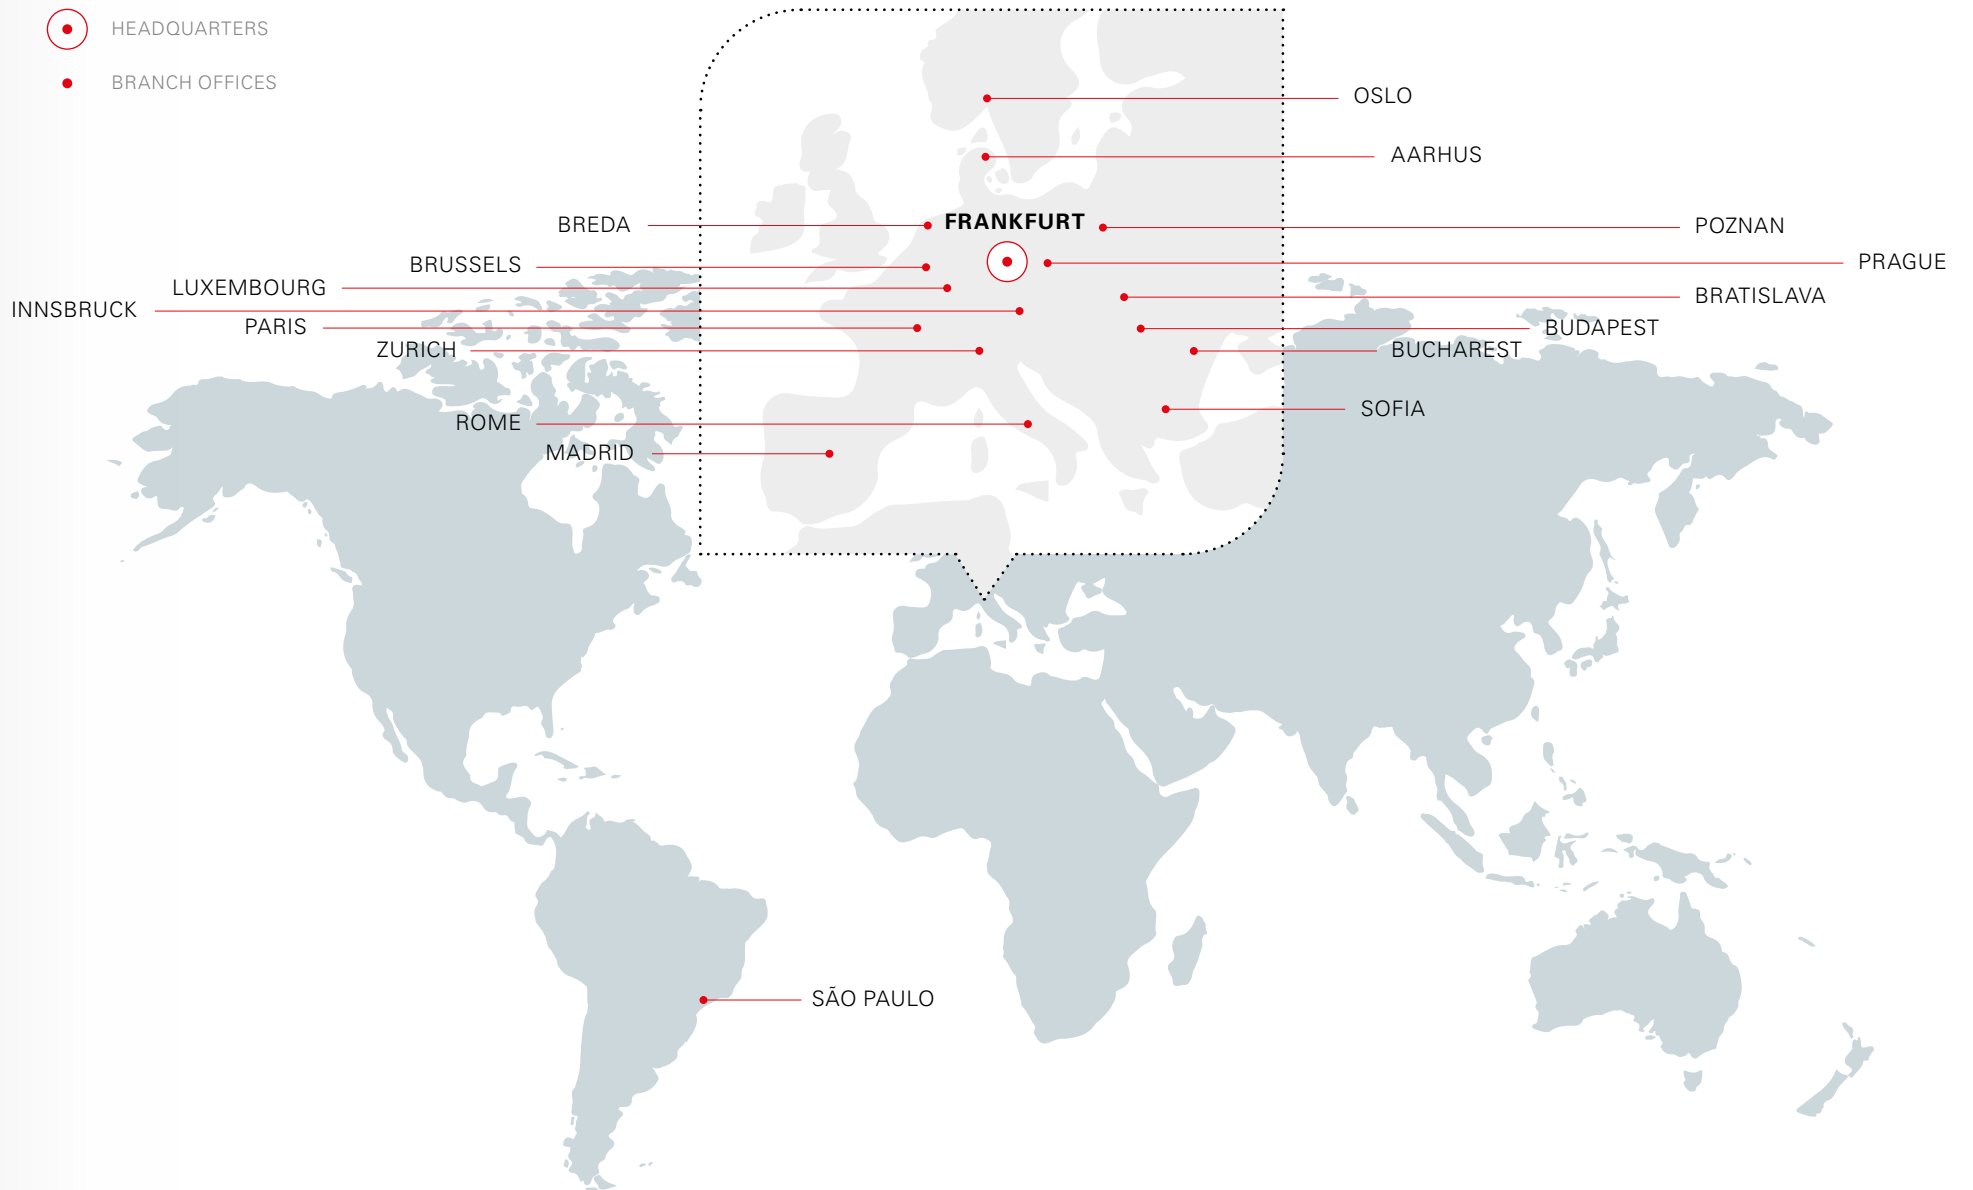 HEADQUARTERS
BRANCH OFFICES
OSLO
AARHUS
BREDA
FRANKFURT
POZNAN
BRUSSELS
PRAGUE
LUXEMBOURG
BRATISLAVA
INNSBRUCK
PARIS
BUDAPEST
ZURICH
BUCHAREST
SOFIA
ROME
MADRID
SÃO PAULO